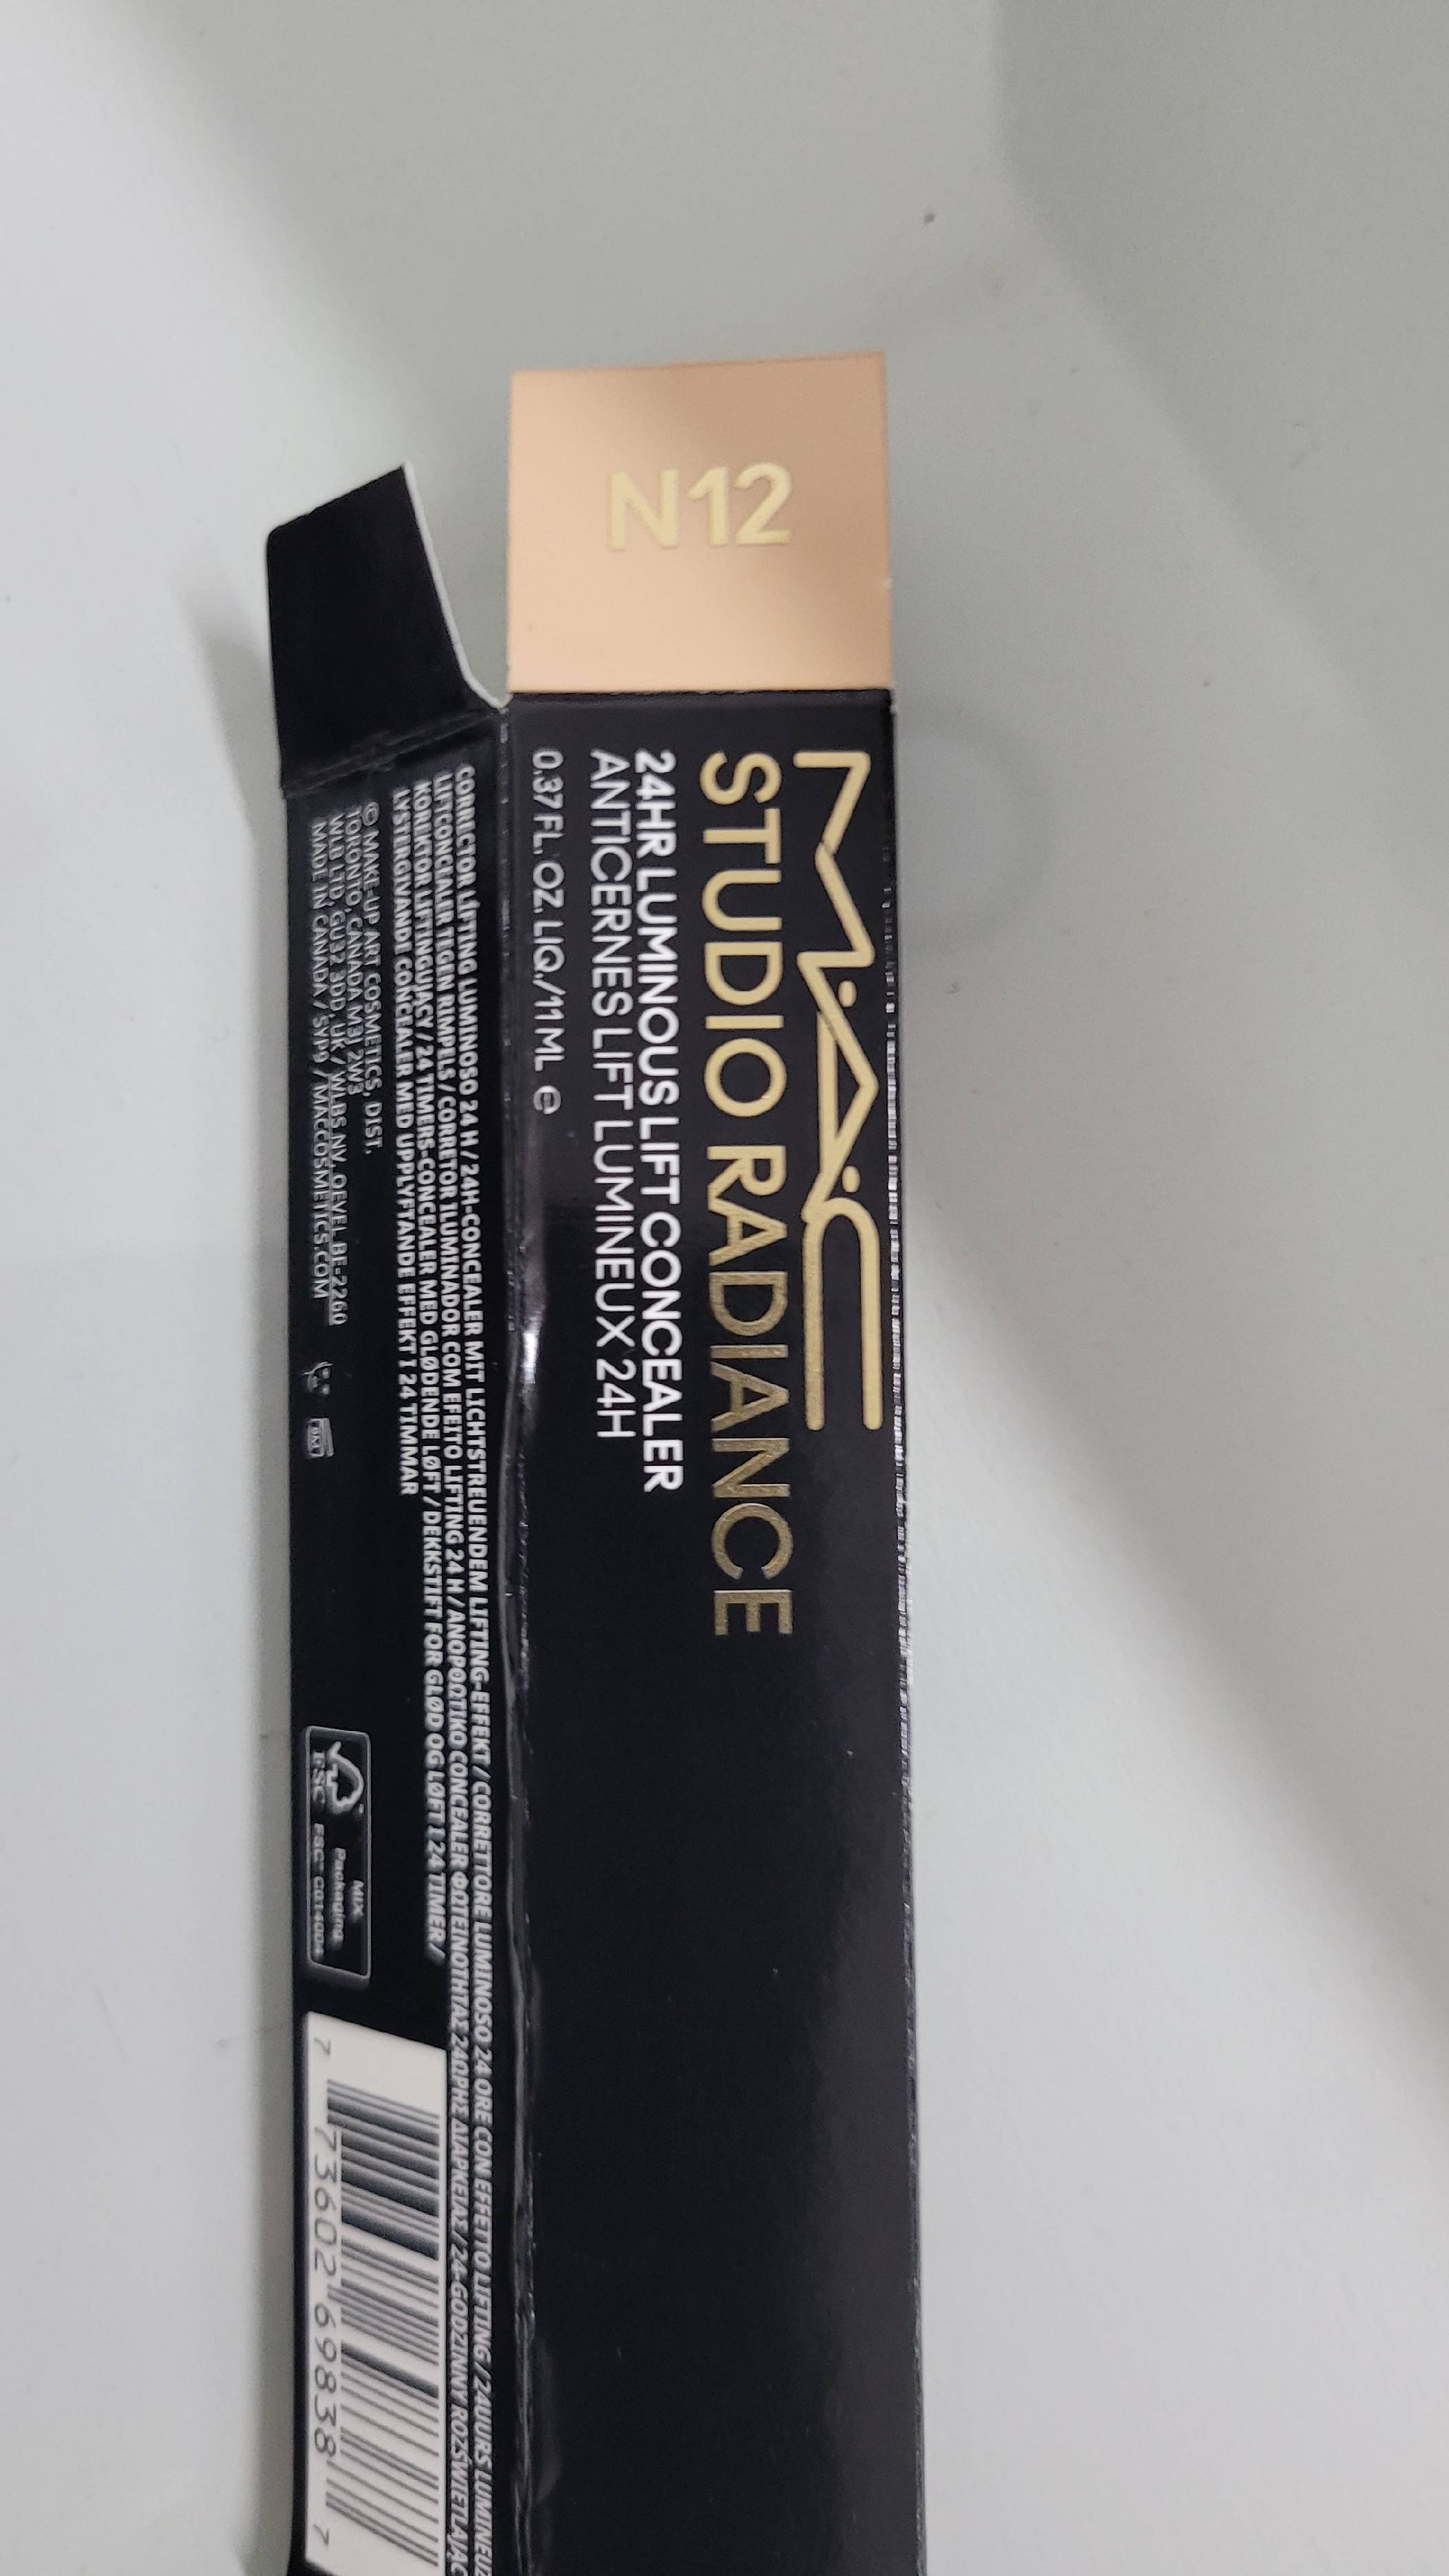 N12
M·A·C
STUDIO RADIANCE
24HR LUMINOUS LIFT CONCEALER
ANTICERNES LIFT LUMINEUX 24H
0.37 FL. OZ. LIQ./11 ML e
CORRECTOR LIFTING LUMINOSO 24 H / 24H-CONCEALER MIT LICHTSTREUENDEM LIFTING-EFFEKT / CORRETTORE LUMINOSO 24 ORE CON EFFETTO LIFTING / 24UURS LUMINEUZE
LIFTCONCEALER TEGEN RIMPELS / CORRETOR ILUMINADOR COM EFEITO LIFTING 24 H / ΑΝΟΡΘΩΤΙΚΟ CONCEALER ΦΩΤΕΙΝΟΤΗΤΑΣ 24ΩΡΗΣ ΔΙΑΡΚΕΙΑΣ / 24-GODZINNY ROZŚWIETLAJĄC
KOREKTOR LIFTINGUJĄCY / 24 TIMERS-CONCEALER MED GLØDENDE LØFT / DEKKSTIFT FOR GLØD OG LØFT I 24 TIMER /
LYSTERGIVANDE CONCEALER MED UPPLYFTANDE EFFEKT I 24 TIMMAR
© MAKE-UP ART COSMETICS, DIST.
TORONTO, CANADA M3J 2W3
WLB LTD, GU32 3DD, UK / WLBS NV, OEVEL BE-2260
MADE IN CANADA / SYP9 / MACCOSMETICS.COM
MIX
Packaging
FSC FSC® C014004
7 73602 69838 7